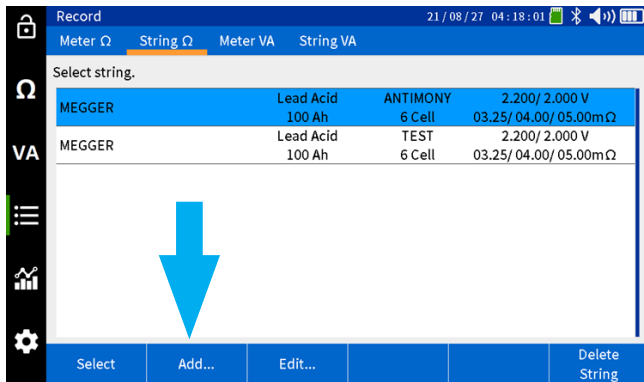 Record 21/08/27 04:18:01
Meter Ω String Ω Meter VA String VA
Select string.
Ω
MEGGER Lead Acid ANTIMONY 2.200/ 2.000 V
100 Ah 6 Cell 03.25/ 04.00/ 05.00mΩ
MEGGER Lead Acid TEST 2.200/ 2.000 V
100 Ah 6 Cell 03.25/ 04.00/ 05.00mΩ
VA
Select Add... Edit... Delete
String